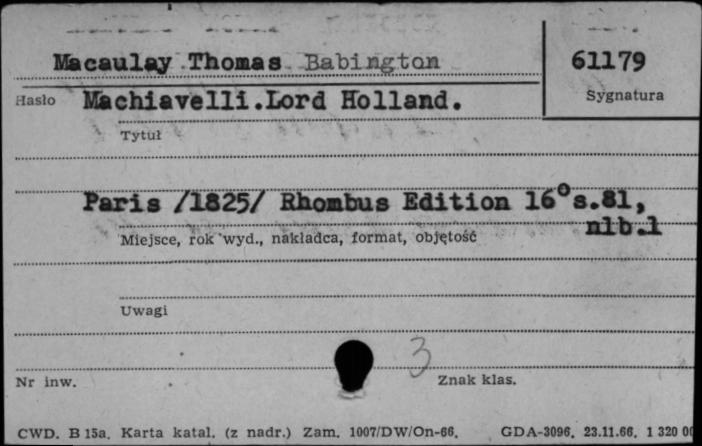 Macaulay Thomas Babington
61179
Hasło
Sygnatura
Machiavelli.Lord Holland.
Tytuł
Paris /1825/ Rhombus Edition 16° s.81,
nlb.1
Miejsce, rok wyd., nakładca, format, objętość
Uwagi
3
Nr inw.
Znak klas.
CWD. B 15a. Karta katal. (z nadr.) Zam. 1007/DW/On-66. GDA-3096. 23.11.66. 1 320 00